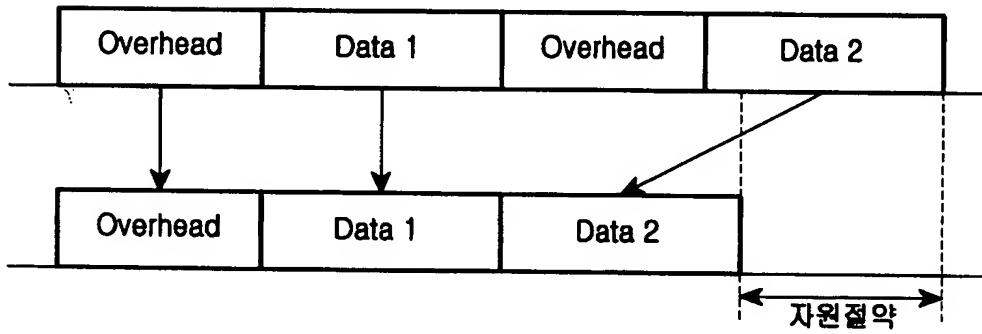 Overhead Data 1 Overhead Data 2
Overhead Data 1 Data 2
자원절약